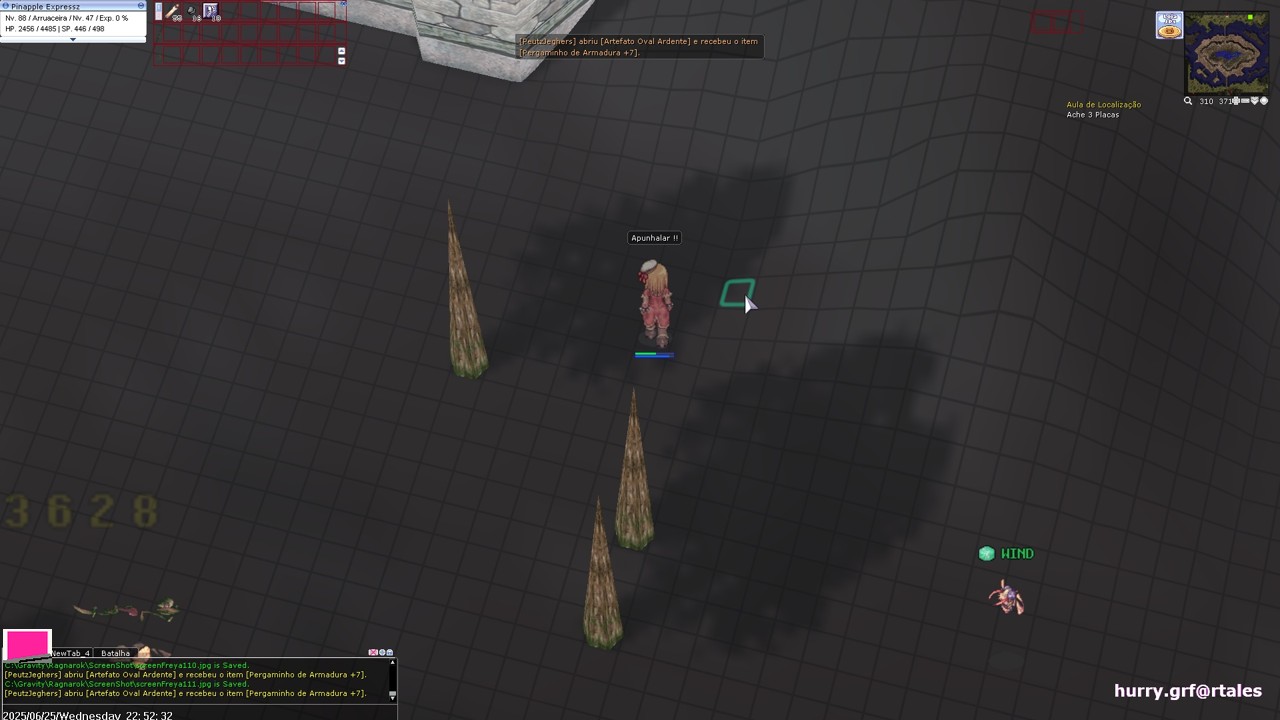 Pinapple Expressz
Nv. 88 / Arruaceira / Nv. 47 / Exp. 0 %
HP. 2456 / 4485 | SP. 446 / 498
[PeutzJeghers] abriu [Artefato Oval Ardente] e recebeu o item
[Pergaminho de Armadura +7].
310 371
Aula de Localização
Ache 3 Placas
Apunhalar !!
3628
WIND
NewTab_4 Batalha
C:\Gravity\Ragnarok\ScreenShot\screenFreya110.jpg is Saved.
[PeutzJeghers] abriu [Artefato Oval Ardente] e recebeu o item [Pergaminho de Armadura +7].
C:\Gravity\Ragnarok\ScreenShot\screenFreya111.jpg is Saved.
[PeutzJeghers] abriu [Artefato Oval Ardente] e recebeu o item [Pergaminho de Armadura +7].
2025/06/25/Wednesday 22:52:32
hurry.grf@rtales